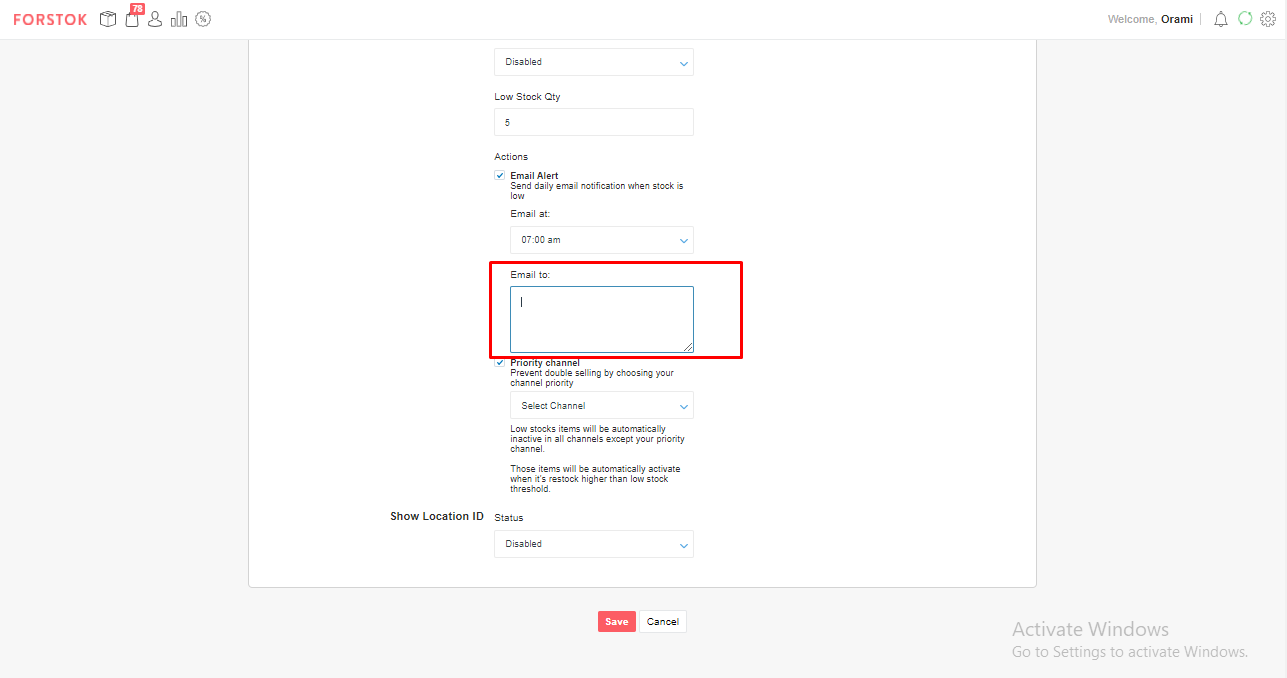 FORSTOK
78
Welcome, Orami
Disabled
Low Stock Qty
5
Actions
Email Alert
Send daily email notification when stock is
low
Email at:
07:00 am
Email to:
Priority channel
Prevent double selling by choosing your
channel priority
Select Channel
Low stocks items will be automatically
inactive in all channels except your priority
channel.
Those items will be automatically activate
when it's restock higher than low stock
threshold.
Show Location ID
Status
Disabled
Save
Cancel
Activate Windows
Go to Settings to activate Windows.